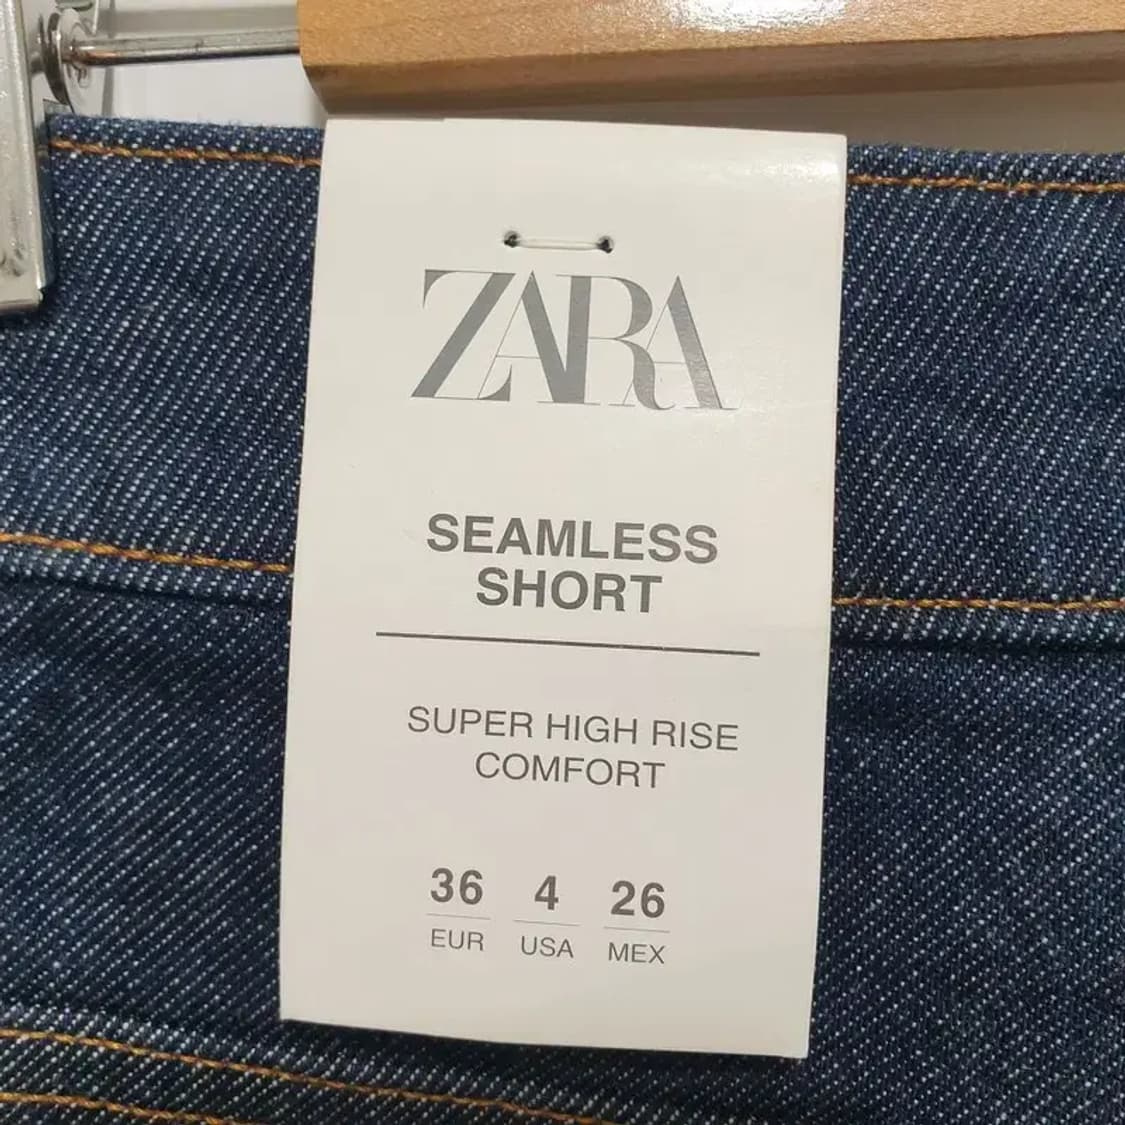 ZARA
SEAMLESS
SHORT
SUPER HIGH RISE
COMFORT
36 4 26
EUR USA MEX